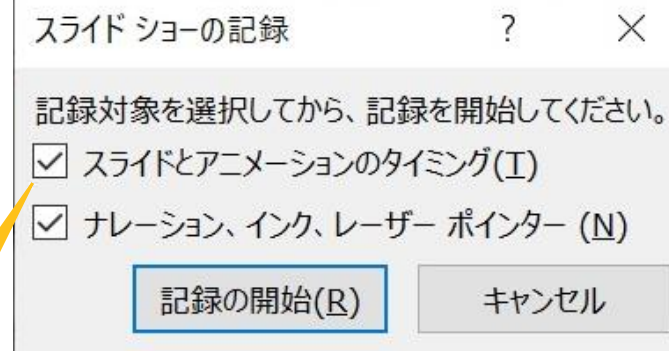 スライド ショーの記録 ? ×
記録対象を選択してから、記録を開始してください。
スライドとアニメーションのタイミング(T)
ナレーション、インク、レーザー ポインター (N)
記録の開始(R) キャンセル